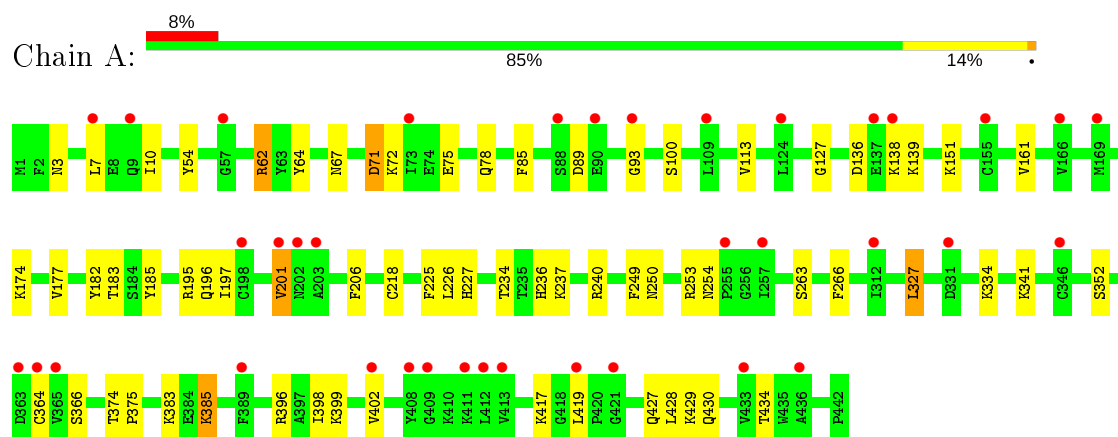 8%
Chain A:
85% 14% •
M1 F2 N3 L7 E8 Q9 I10 Y54 G57 R62 Y63 Y64 N67 D71 K72 I73 E74 E75 Q78 F85 S88 D89 E90 G93 S100 L109 V113 L124 G127 D136 E137 K138 K139 K151 C155 V161 V166 M169
K174 V177 Y182 T183 S184 Y185 R195 Q196 I197 C198 V201 N202 A203 F206 C218 F225 L226 H227 T234 T235 H236 K237 R240 F249 N250 R253 N254 P255 G256 I257 S263 F266 I312 L327 D331 K334 K341 C346 S352
D363 C364 V365 S366 T374 P375 K383 E384 K385 F389 R396 A397 I398 K399 V402 Y408 G409 K410 K411 L412 V413 K417 G418 L419 P420 G421 Q427 L428 K429 Q430 V433 T434 W435 A436 P442